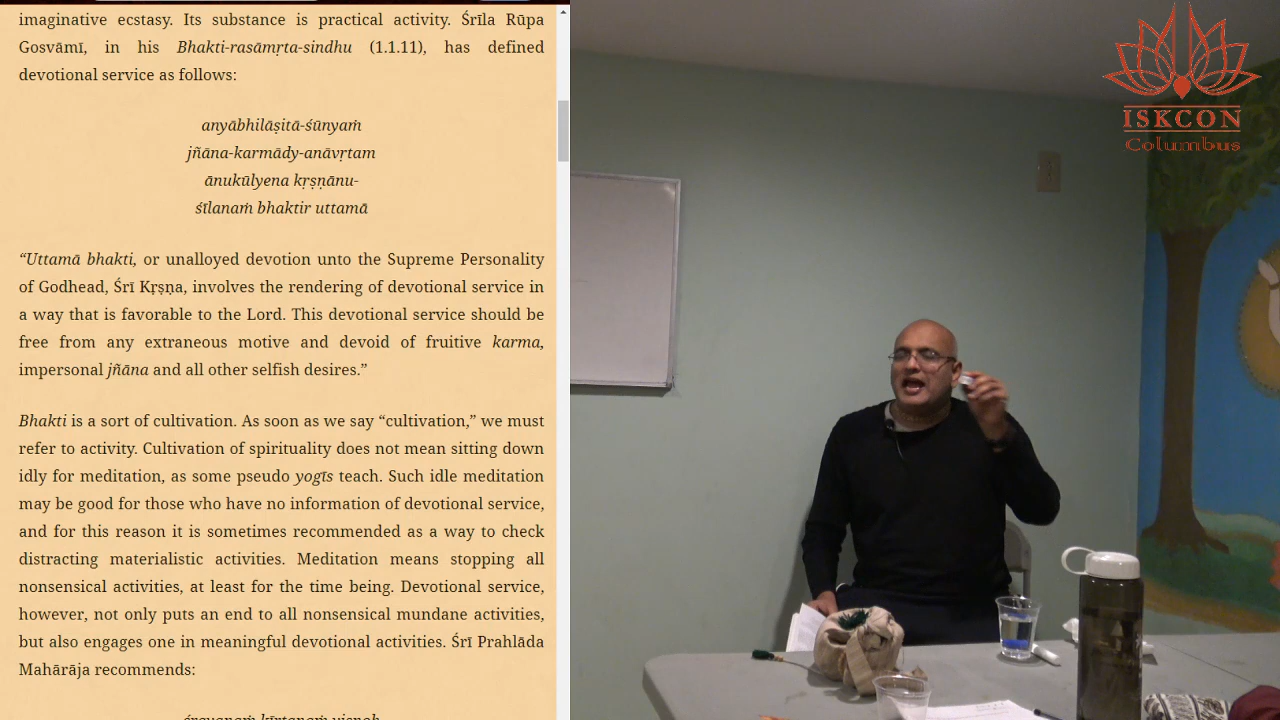 imaginative ecstasy. Its substance is practical activity. Śrīla Rūpa
Gosvāmī, in his Bhakti-rasāmṛta-sindhu (1.1.11), has defined
devotional service as follows:
anyābhilāṣitā-śūnyaṁ
jñāna-karmādy-anāvṛtam
ānukūlyena kṛṣṇānu-
śīlanaṁ bhaktir uttamā
“Uttamā bhakti, or unalloyed devotion unto the Supreme Personality
of Godhead, Śrī Kṛṣṇa, involves the rendering of devotional service in
a way that is favorable to the Lord. This devotional service should be
free from any extraneous motive and devoid of fruitive karma,
impersonal jñāna and all other selfish desires.”
Bhakti is a sort of cultivation. As soon as we say “cultivation,” we must
refer to activity. Cultivation of spirituality does not mean sitting down
idly for meditation, as some pseudo yogīs teach. Such idle meditation
may be good for those who have no information of devotional service,
and for this reason it is sometimes recommended as a way to check
distracting materialistic activities. Meditation means stopping all
nonsensical activities, at least for the time being. Devotional service,
however, not only puts an end to all nonsensical mundane activities,
but also engages one in meaningful devotional activities. Śrī Prahlāda
Mahārāja recommends:
ISKCON
Columbus